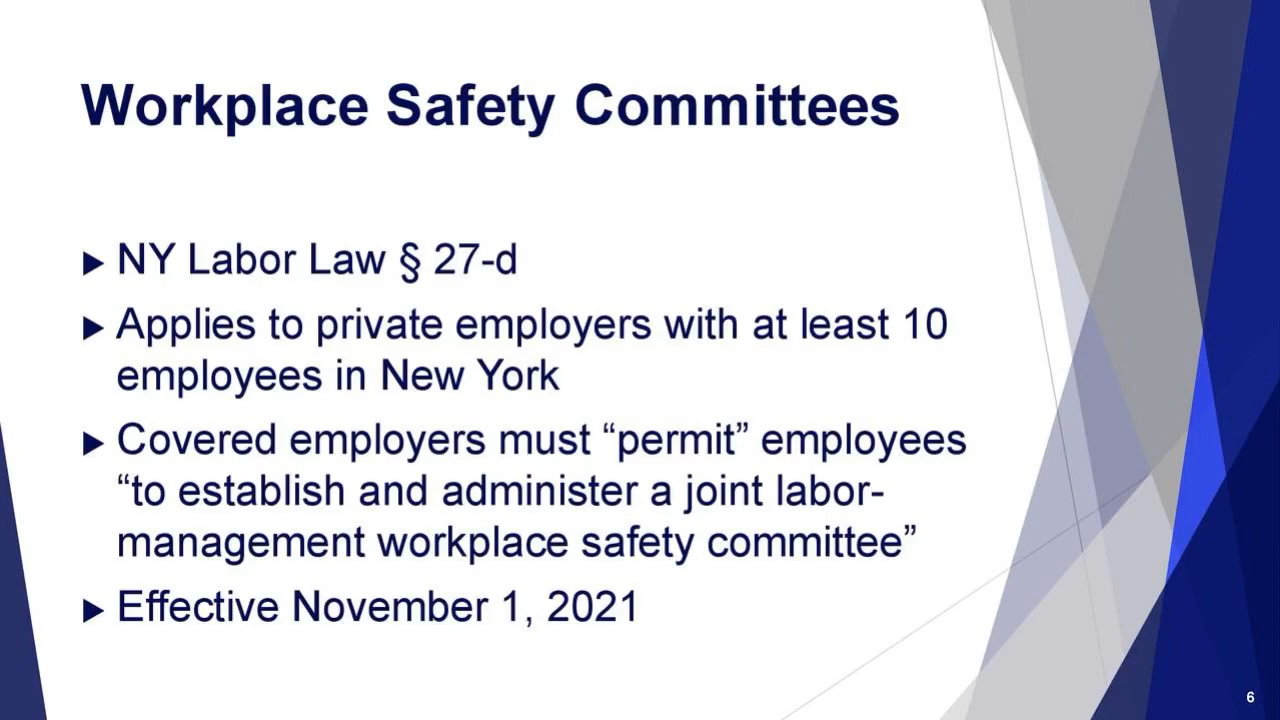 Workplace Safety Committees
NY Labor Law § 27-d
Applies to private employers with at least 10
employees in New York
Covered employers must “permit” employees
“to establish and administer a joint labor-
management workplace safety committee”
Effective November 1, 2021
6